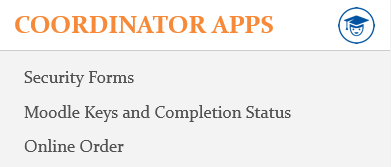 COORDINATOR APPS
Security Forms
Moodle Keys and Completion Status
Online Order